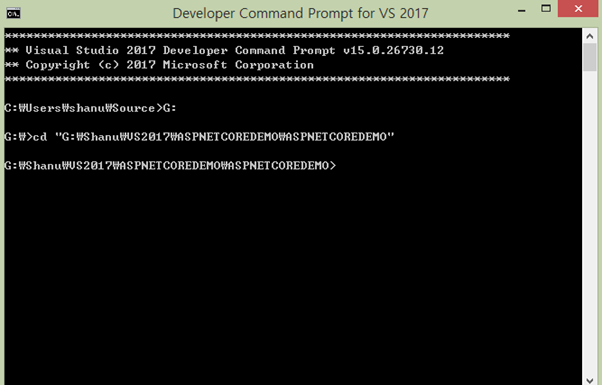 Developer Command Prompt for VS 2017
**********************************************************************
** Visual Studio 2017 Developer Command Prompt v15.0.26730.12
** Copyright (c) 2017 Microsoft Corporation
**********************************************************************
C:₩Users₩shanu₩Source>G:
G:₩>cd "G:₩Shanu₩VS2017₩ASPNETCOREDEMO₩ASPNETCOREDEMO"
G:₩Shanu₩VS2017₩ASPNETCOREDEMO₩ASPNETCOREDEMO>